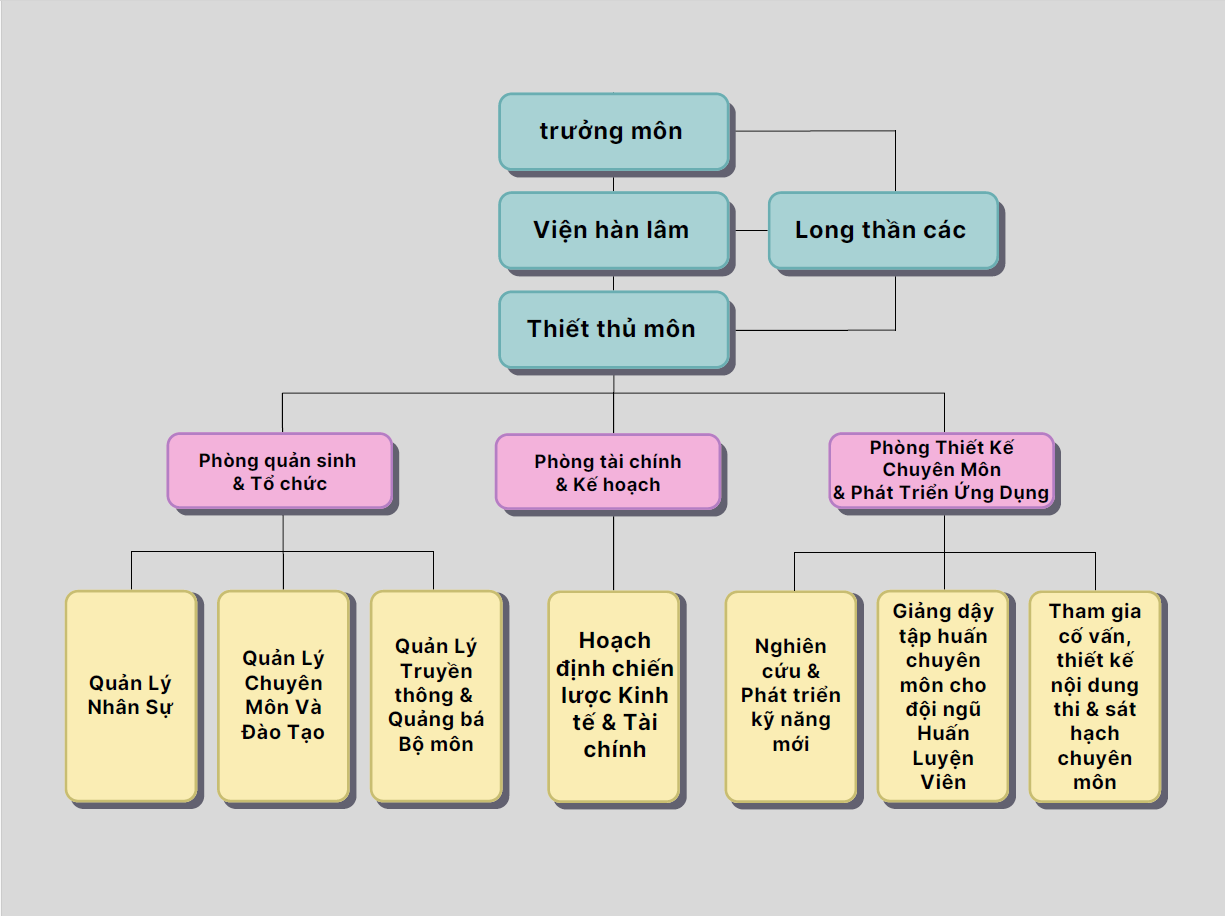 trưởng môn
Viện hàn lâm
Long thần các
Thiết thủ môn
Phòng quản sinh
& Tổ chức
Phòng tài chính
& Kế hoạch
Phòng Thiết Kế
Chuyên Môn
& Phát Triển Ứng Dụng
Quản Lý
Nhân Sự
Quản Lý
Chuyên
Môn Và
Đào Tạo
Quản Lý
Truyền
thông &
Quảng bá
Bộ môn
Hoạch
định chiến
lược Kinh
tế & Tài
chính
Nghiên
cứu &
Phát triển
kỹ năng
mới
Giảng dậy
tập huấn
chuyên
môn cho
đội ngũ
Huấn
Luyện
Viên
Tham gia
cố vấn,
thiết kế
nội dung
thi & sát
hạch
chuyên
môn